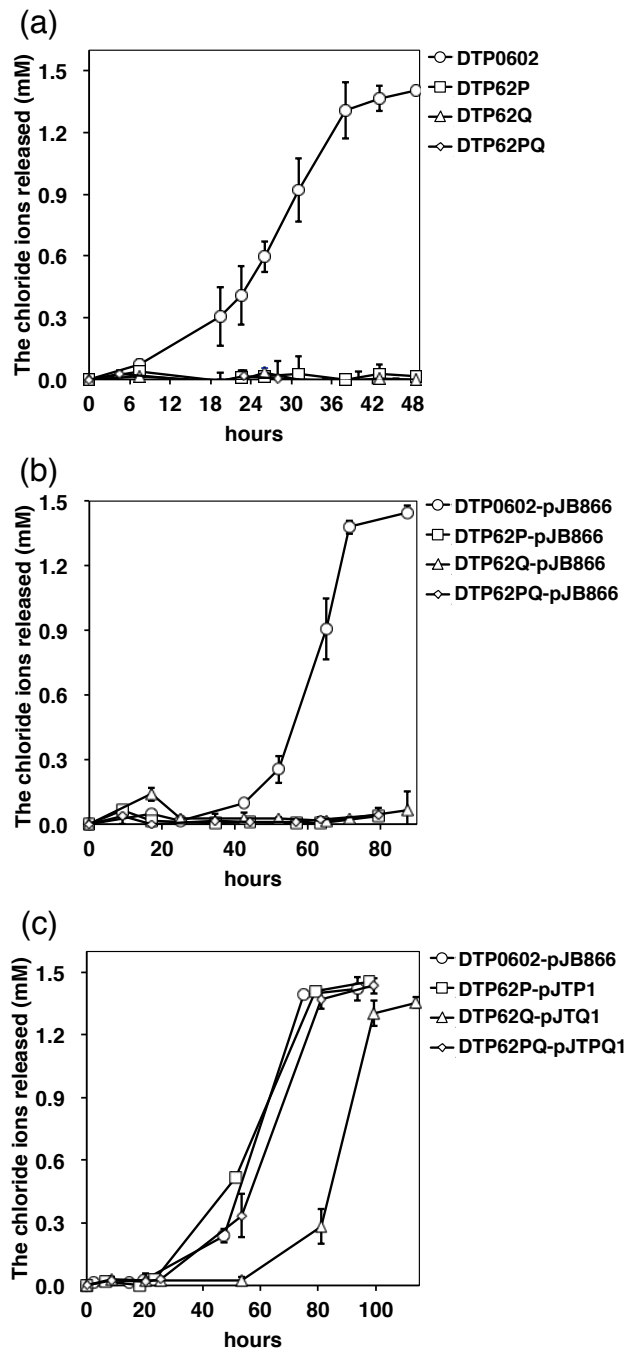 (a)
The chloride ions released (mM)
1.5
1.2
0.9
0.6
0.3
0.0
0 6 12 18 24 36 31 42 48
hours
DTP0602
DTP62P
DTP62Q
DTP62PQ
(b)
The chloride ions released (mM)
1.5
1.2
0.9
0.6
0.3
0.0
0 20 40 60 80
hours
DTP0602-pJB866
DTP62P-pJB866
DTP62Q-pJB866
DTP62PQ-pJB866
(c)
The chloride ions released (mM)
1.5
1.2
0.9
0.6
0.3
0.0
0 20 40 60 80 100
hours
DTP0602-pJB866
DTP62P-pJTP1
DTP62Q-pJTQ1
DTP62PQ-pJTPQ1